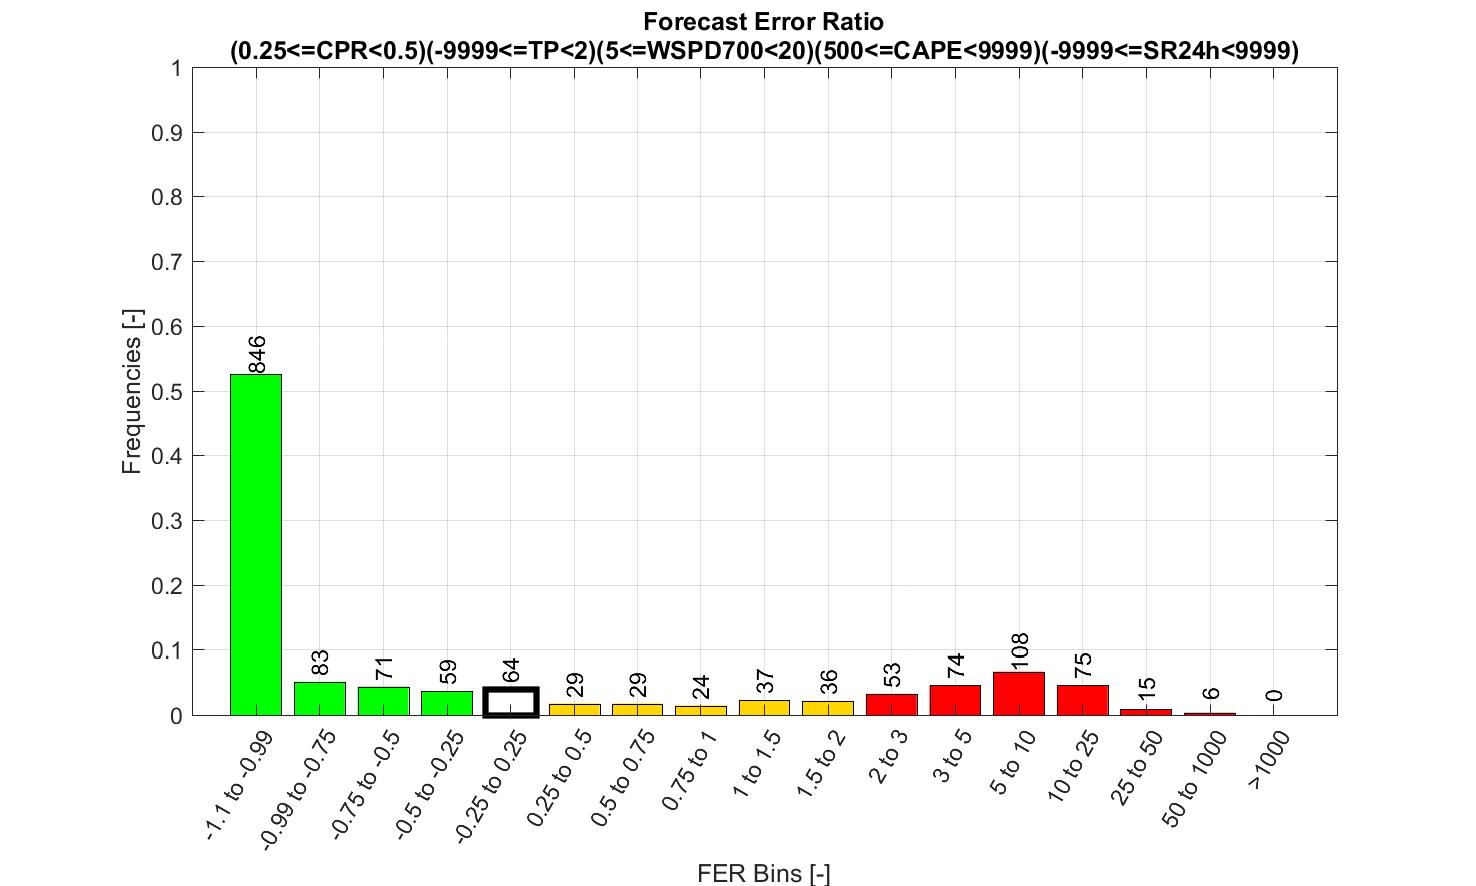 Forecast Error Ratio
(0.25<=CPR<0.5)(-9999<=TP<2)(5<=WSPD700<20)(500<=CAPE<9999)(-9999<=SR24h<9999)
Frequencies [-]
1
0.9
0.8
0.7
0.6
0.5
0.4
0.3
0.2
0.1
0
846
83
71
59
64
29
29
24
37
36
53
74
108
75
15
6
0
-1.1 to -0.99
-0.99 to -0.75
-0.75 to -0.5
-0.5 to -0.25
-0.25 to 0.25
0.25 to 0.5
0.5 to 0.75
0.75 to 1
1 to 1.5
1.5 to 2
2 to 3
3 to 5
5 to 10
10 to 25
25 to 50
50 to 1000
>1000
FER Bins [-]